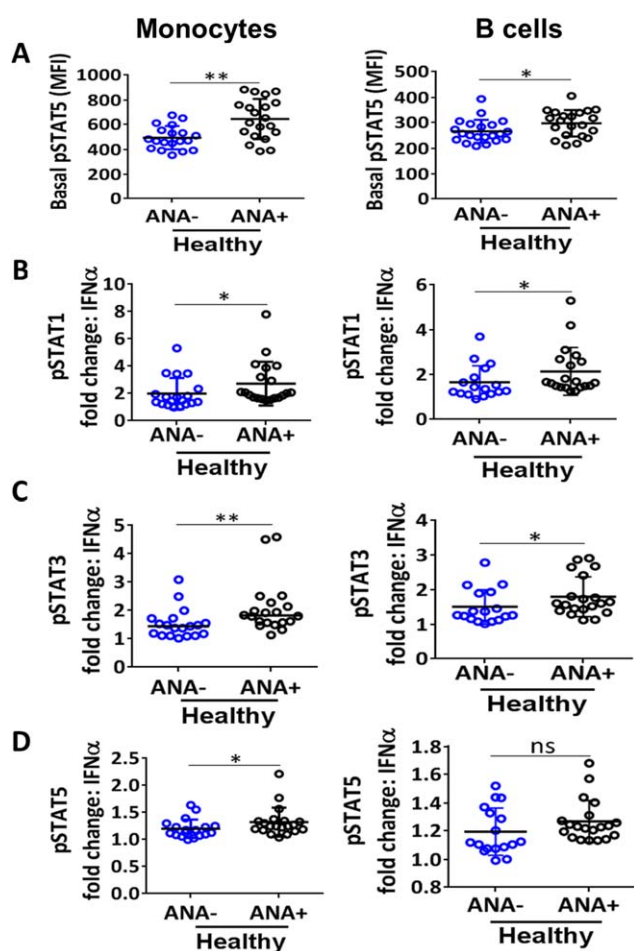 Monocytes
B cells
A
Basal pSTAT5 (MFI)
1000
800
600
400
200
0
**
ANA- ANA+
Healthy
Basal pSTAT5 (MFI)
500
400
300
200
100
0
*
ANA- ANA+
Healthy
B
pSTAT1
fold change: IFNα
10
8
6
4
2
0
*
ANA- ANA+
Healthy
pSTAT1
fold change: IFNα
6
4
2
0
*
ANA- ANA+
Healthy
C
pSTAT3
fold change: IFNα
5
4
3
2
1
0
**
ANA- ANA+
Healthy
pSTAT3
fold change: IFNα
4
3
2
1
0
*
ANA- ANA+
Healthy
D
pSTAT5
fold change: IFNα
2.5
2.0
1.5
1.0
0.5
0.0
*
ANA- ANA+
Healthy
pSTAT5
fold change: IFNα
1.8
1.6
1.4
1.2
1.0
0.8
ns
ANA- ANA+
Healthy